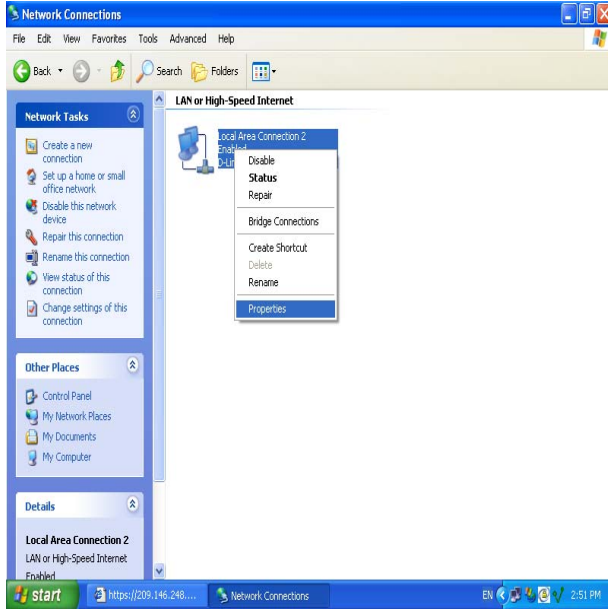 Network Connections
File Edit View Favorites Tools Advanced Help
Back Search Folders
LAN or High-Speed Internet
Network Tasks
Create a new
connection
Set up a home or small
office network
Disable this network
device
Repair this connection
Rename this connection
View status of this
connection
Change settings of this
connection
Other Places
Control Panel
My Network Places
My Documents
My Computer
Details
Local Area Connection 2
LAN or High-Speed Internet
Enabled
Local Area Connection 2
Enabled
Disable
Status
Repair
Bridge Connections
Create Shortcut
Delete
Rename
Properties
start
https://209.146.248....
Network Connections
EN
2:51 PM